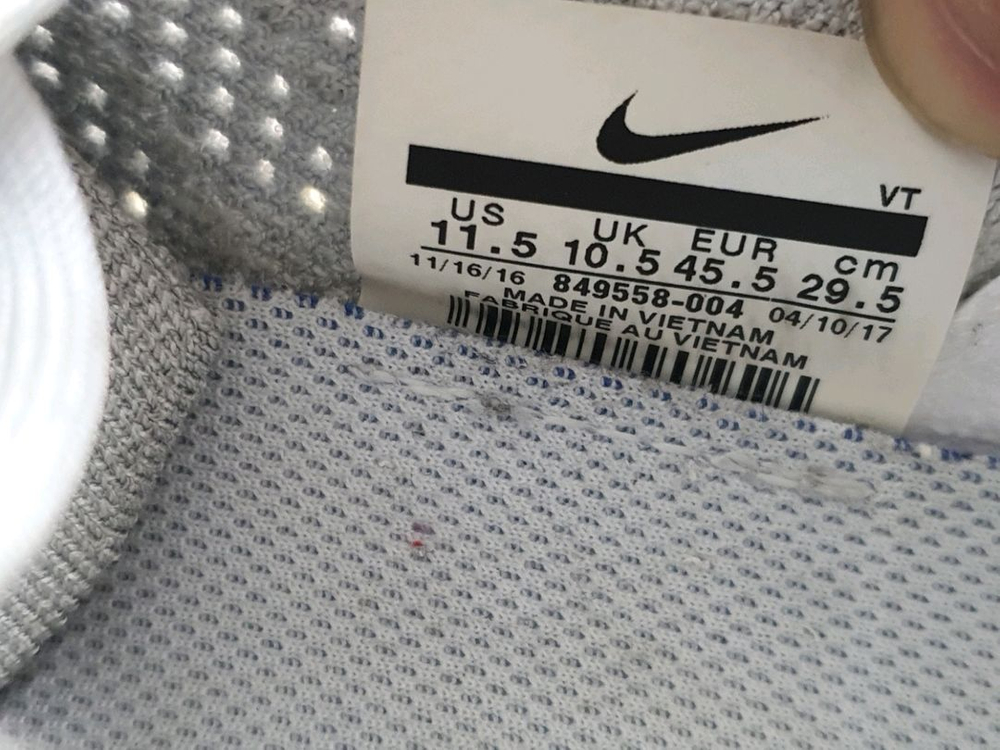 VT
US UK EUR cm
11.5 10.5 45.5 29.5
11/16/16 849558-004 04/10/17
MADE IN VIETNAM
FABRIQUE AU VIETNAM